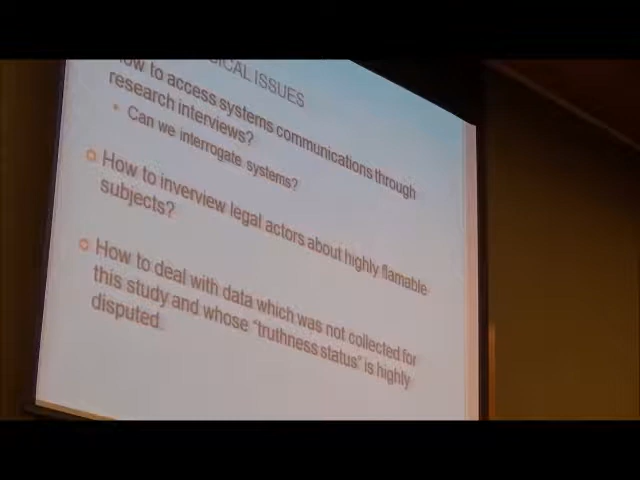 ICAL ISSUES
How to access systems communications through
research interviews?
Can we interrogate systems?
How to inverview legal actors about highly flamable
subjects?
How to deal with data which was not collected for
this study and whose "truthness status" is highly
disputed